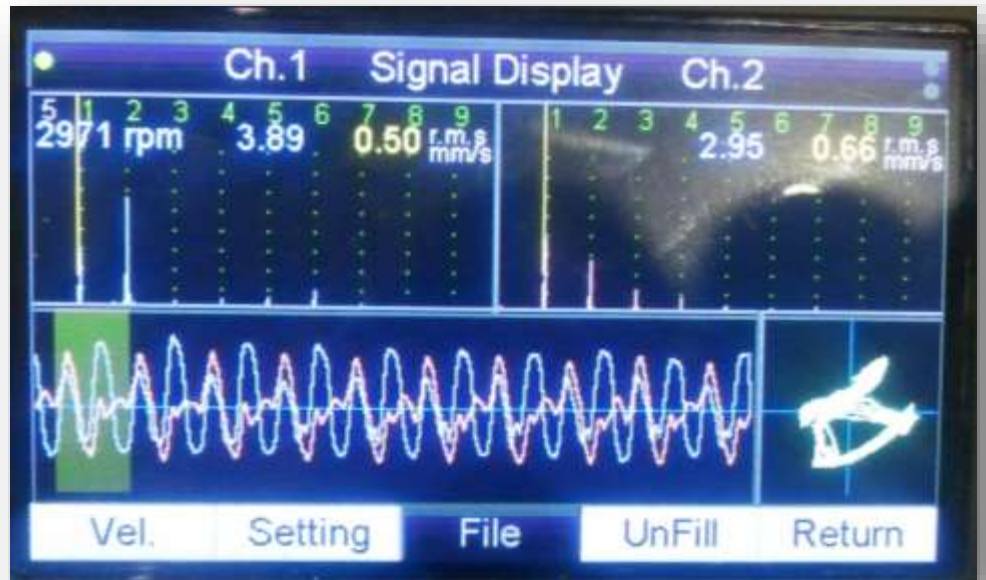 Ch.1 Signal Display Ch.2
5 1 2 3 4 5 6 7 8 9 1 2 3 4 5 6 7 8 9
2971 rpm 3.89 0.50 r.m.s mm/s 2.95 0.66 r.m.s mm/s
Vel. Setting File UnFill Return